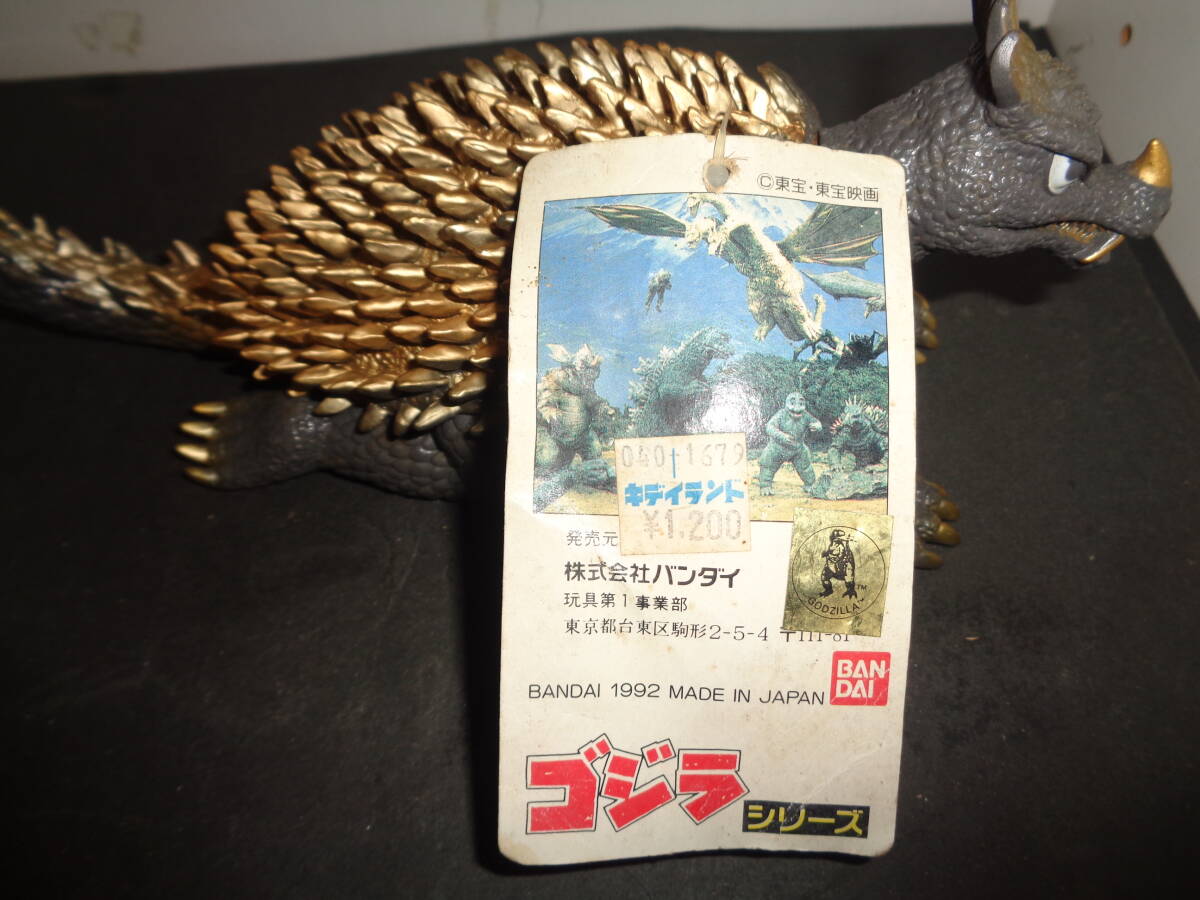 ©東宝・東宝映画
040-1679
キデイランド
¥1,200
発売元
株式会社バンダイ
玩具第1事業部
東京都台東区駒形2-5-4 〒111-81
GODZILLA TM
BANDAI 1992 MADE IN JAPAN
BAN
DAI
ゴジラ
シリーズ